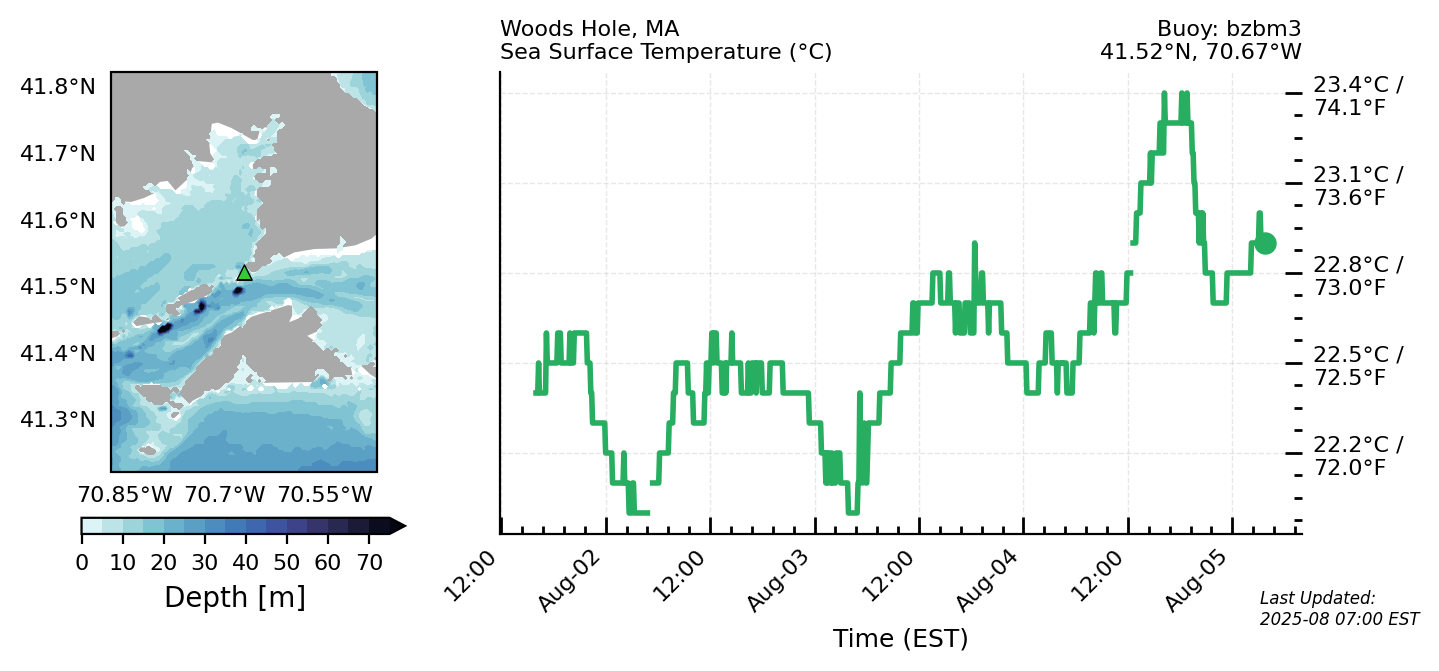 Woods Hole, MA
Sea Surface Temperature (°C)
Buoy: bzbm3
41.52°N, 70.67°W
41.8°N
41.7°N
41.6°N
41.5°N
41.4°N
41.3°N
70.85°W 70.7°W 70.55°W
0 10 20 30 40 50 60 70
Depth [m]
23.4°C /
74.1°F
23.1°C /
73.6°F
22.8°C /
73.0°F
22.5°C /
72.5°F
22.2°C /
72.0°F
12:00 Aug-02 12:00 Aug-03 12:00 Aug-04 12:00 Aug-05
Time (EST)
Last Updated:
2025-08 07:00 EST